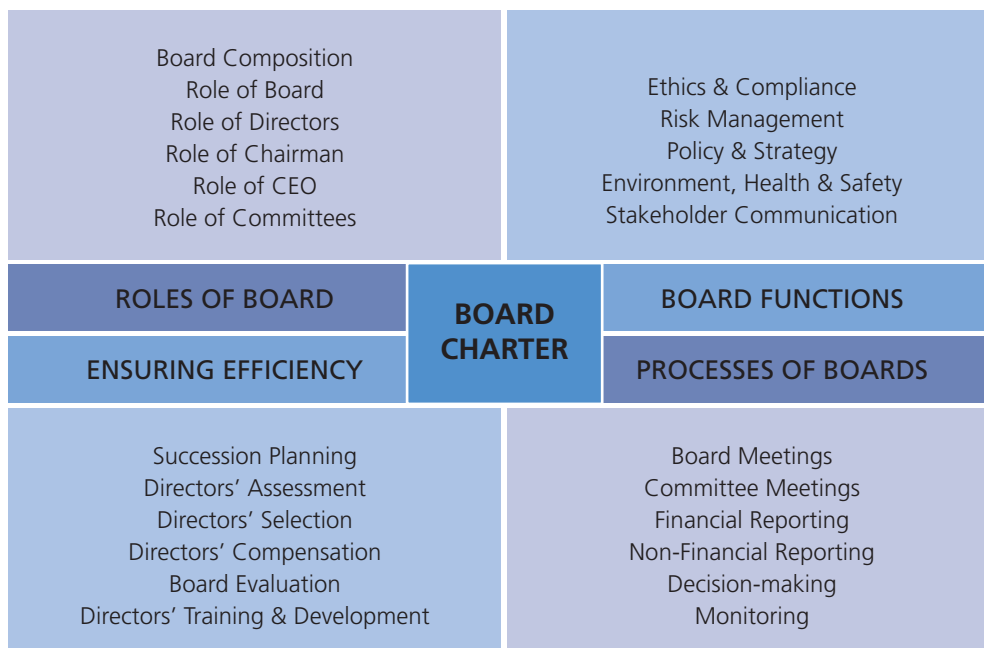 Board Composition
Role of Board
Role of Directors
Role of Chairman
Role of CEO
Role of Committees
Ethics & Compliance
Risk Management
Policy & Strategy
Environment, Health & Safety
Stakeholder Communication
ROLES OF BOARD
BOARD
CHARTER
BOARD FUNCTIONS
ENSURING EFFICIENCY
PROCESSES OF BOARDS
Succession Planning
Directors’ Assessment
Directors’ Selection
Directors’ Compensation
Board Evaluation
Directors’ Training & Development
Board Meetings
Committee Meetings
Financial Reporting
Non-Financial Reporting
Decision-making
Monitoring